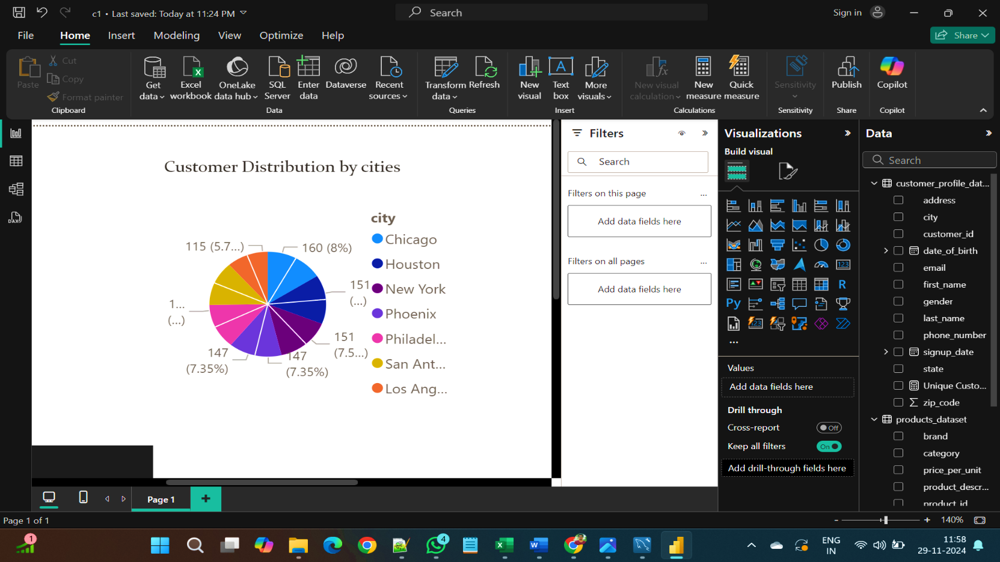 c1 • Last saved: Today at 11:24 PM
Search
Sign in
File
Home
Insert
Modeling
View
Optimize
Help
Share
Paste
Cut
Copy
Format painter
Clipboard
Get
data
Excel
workbook
OneLake
data hub
SQL
Server
Enter
data
Dataverse
Recent
sources
Data
Transform
data
Refresh
Queries
New
visual
Text
box
More
visuals
Insert
New visual
calculation
New
measure
Quick
measure
Calculations
Sensitivity
Sensitivity
Publish
Share
Copilot
Copilot
DAX
Customer Distribution by cities
city
Chicago
Houston
New York
Phoenix
Philadel...
San Ant...
Los Ang...
115 (5.7...)
160 (8%)
151
(...)
151
(7.5...)
147
(7.35%)
147
(7.35%)
1...
(...)
Filters
Search
Filters on this page
...
Add data fields here
Filters on all pages
...
Add data fields here
Visualizations
Build visual
123
R
Py
123
...
Values
Add data fields here
Drill through
Cross-report
Off
Keep all filters
On
Add drill-through fields here
Data
Search
customer_profile_dat...
address
city
customer_id
date_of_birth
email
first_name
gender
last_name
phone_number
signup_date
state
Unique Custo...
zip_code
products_dataset
brand
category
price_per_unit
product_descr...
product_id
Page 1
Page 1 of 1
-
+
140%
1
4
ENG
IN
11:58
29-11-2024